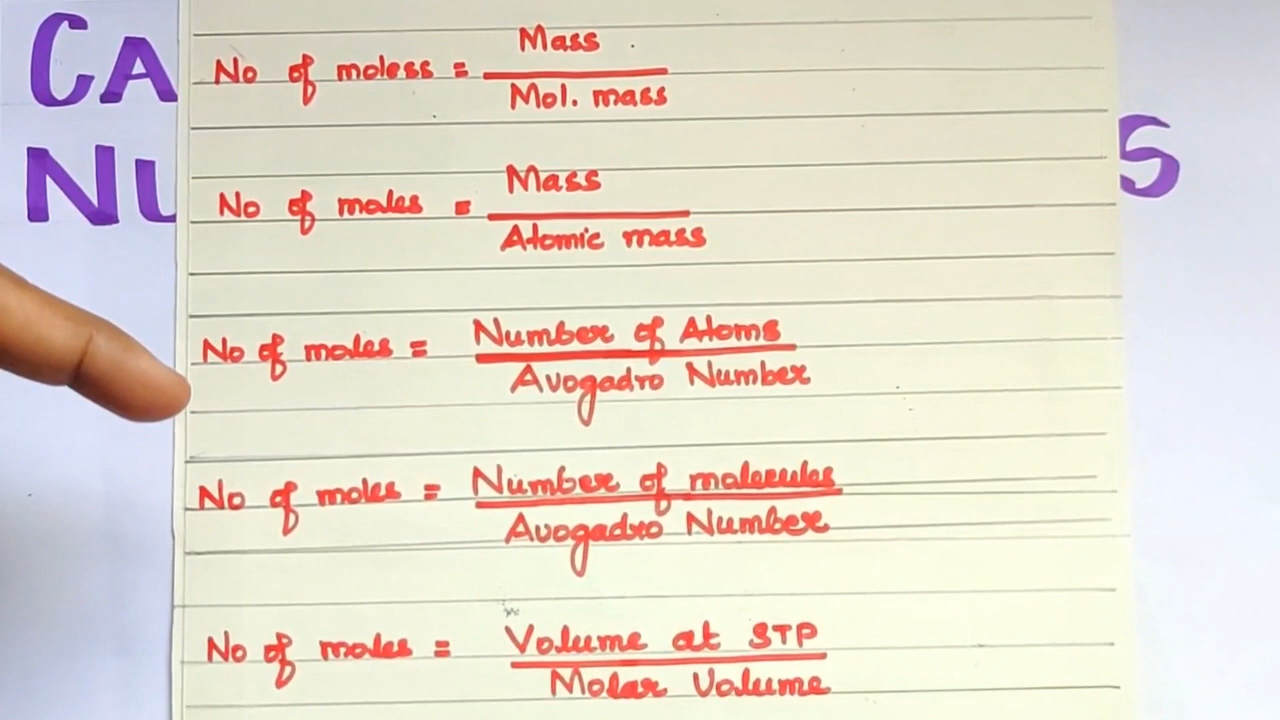 CA
NU
S
Mass
No of moless = 
Mol. mass
Mass
No of moles =
Atomic mass
Number of Atoms
No of moles =
Avogadro Number
Number of molecules
No of moles =
Avogadro Number
Volume at STP
No of moles =
Molar Volume